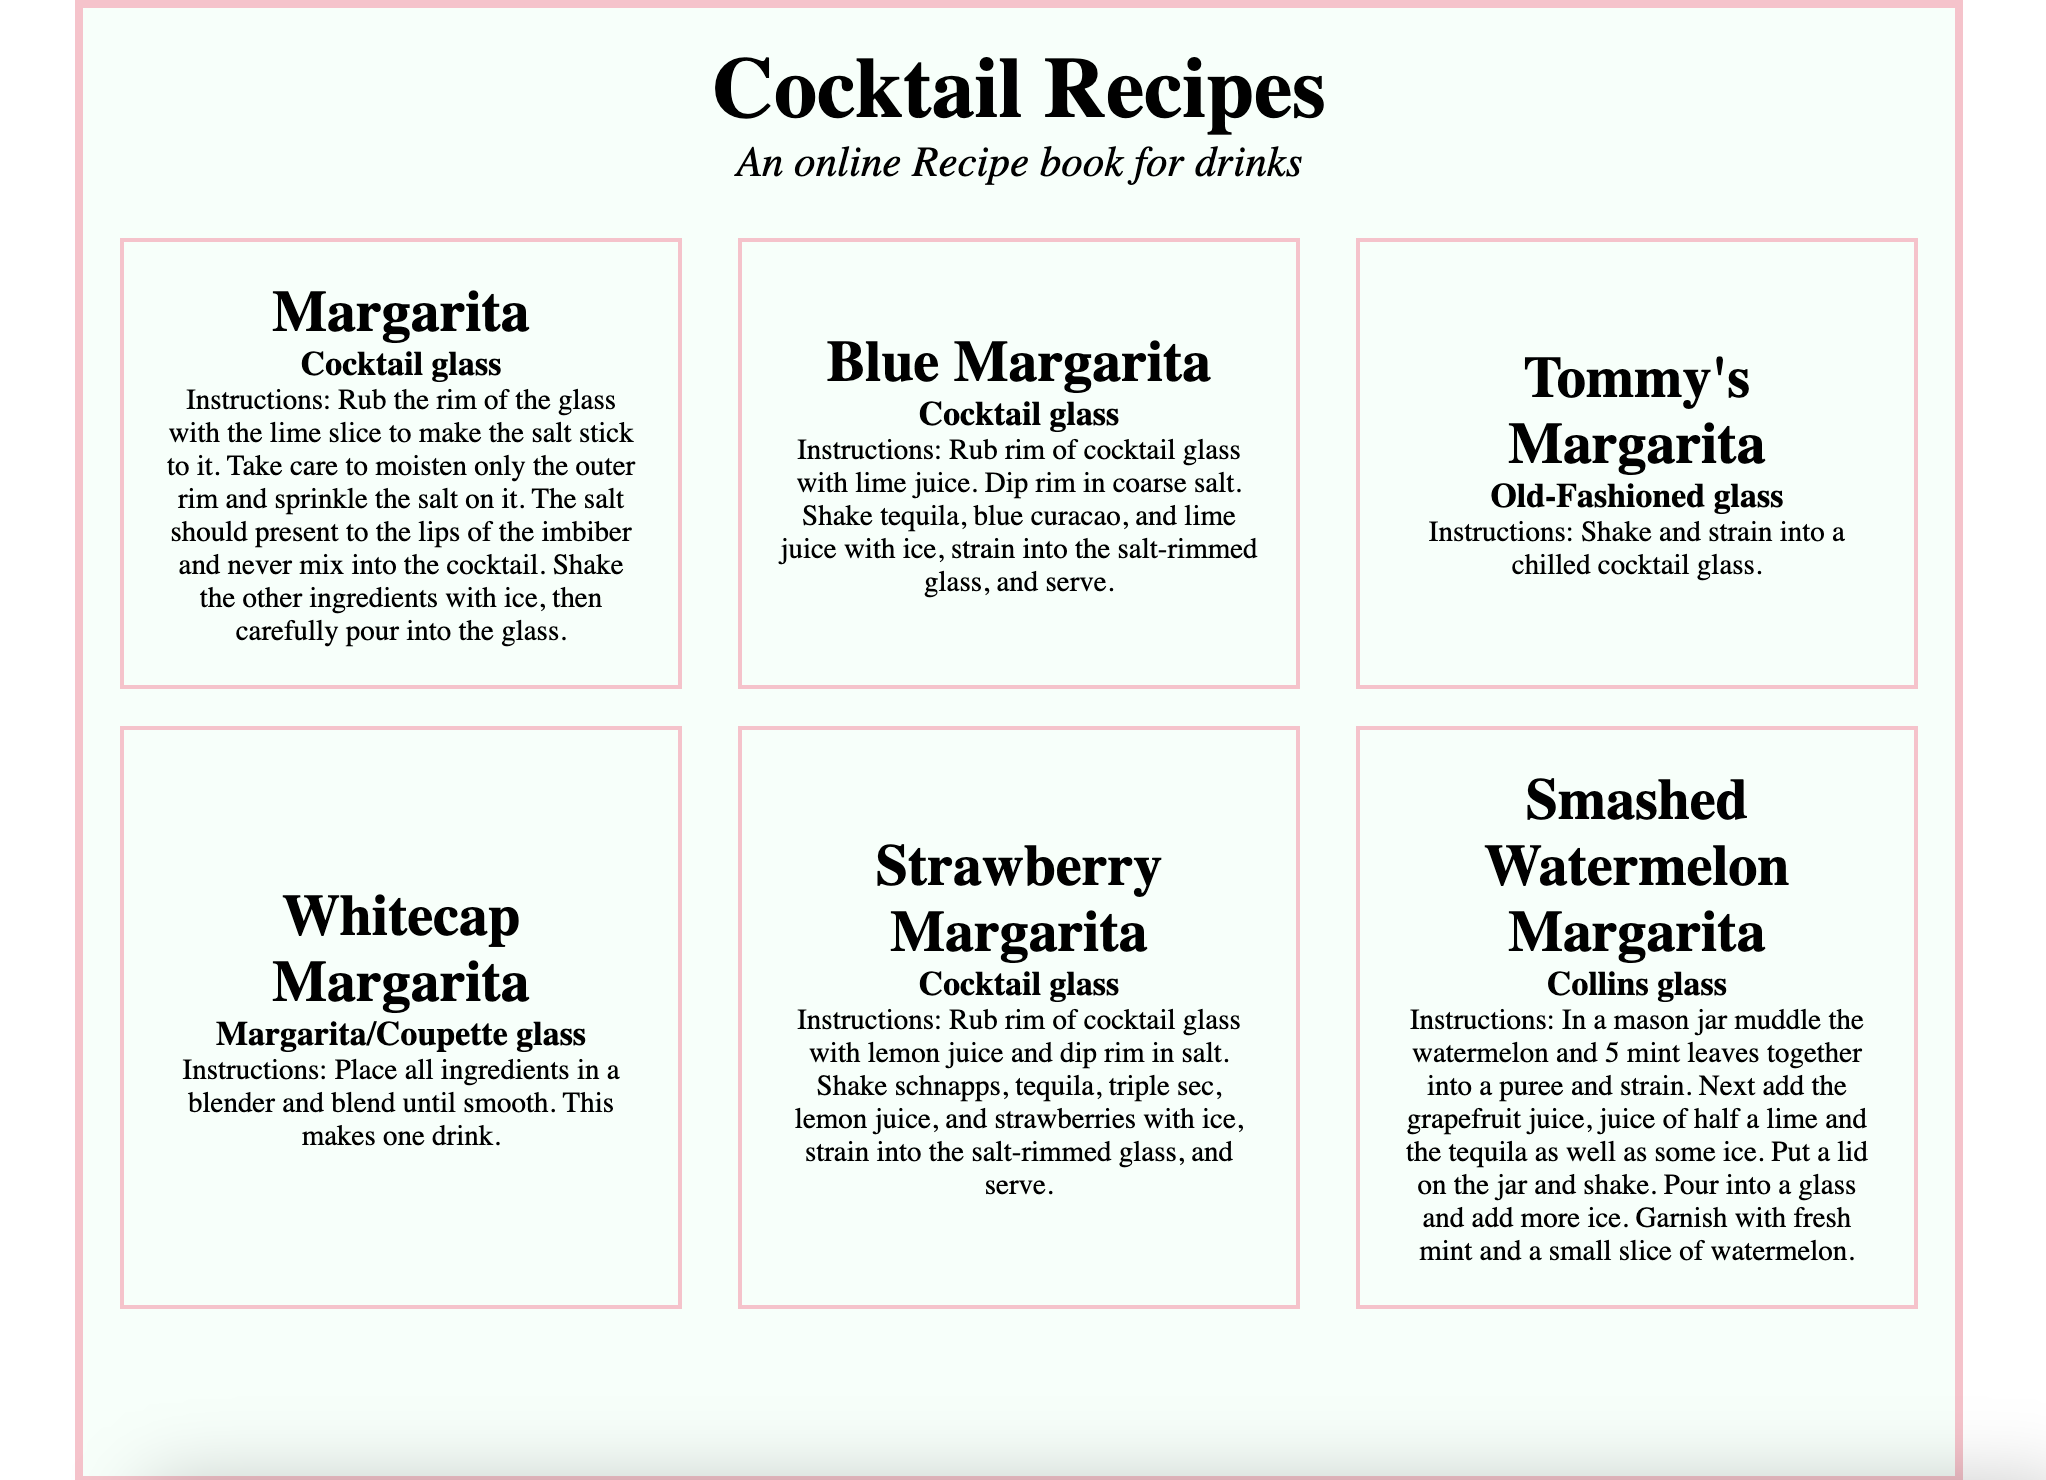 Cocktail Recipes
An online Recipe book for drinks
Margarita
Cocktail glass
Instructions: Rub the rim of the glass
with the lime slice to make the salt stick
to it. Take care to moisten only the outer
rim and sprinkle the salt on it. The salt
should present to the lips of the imbiber
and never mix into the cocktail. Shake
the other ingredients with ice, then
carefully pour into the glass.
Blue Margarita
Cocktail glass
Instructions: Rub rim of cocktail glass
with lime juice. Dip rim in coarse salt.
Shake tequila, blue curacao, and lime
juice with ice, strain into the salt-rimmed
glass, and serve.
Tommy's
Margarita
Old-Fashioned glass
Instructions: Shake and strain into a
chilled cocktail glass.
Whitecap
Margarita
Margarita/Coupette glass
Instructions: Place all ingredients in a
blender and blend until smooth. This
makes one drink.
Strawberry
Margarita
Cocktail glass
Instructions: Rub rim of cocktail glass
with lemon juice and dip rim in salt.
Shake schnapps, tequila, triple sec,
lemon juice, and strawberries with ice,
strain into the salt-rimmed glass, and
serve.
Smashed
Watermelon
Margarita
Collins glass
Instructions: In a mason jar muddle the
watermelon and 5 mint leaves together
into a puree and strain. Next add the
grapefruit juice, juice of half a lime and
the tequila as well as some ice. Put a lid
on the jar and shake. Pour into a glass
and add more ice. Garnish with fresh
mint and a small slice of watermelon.